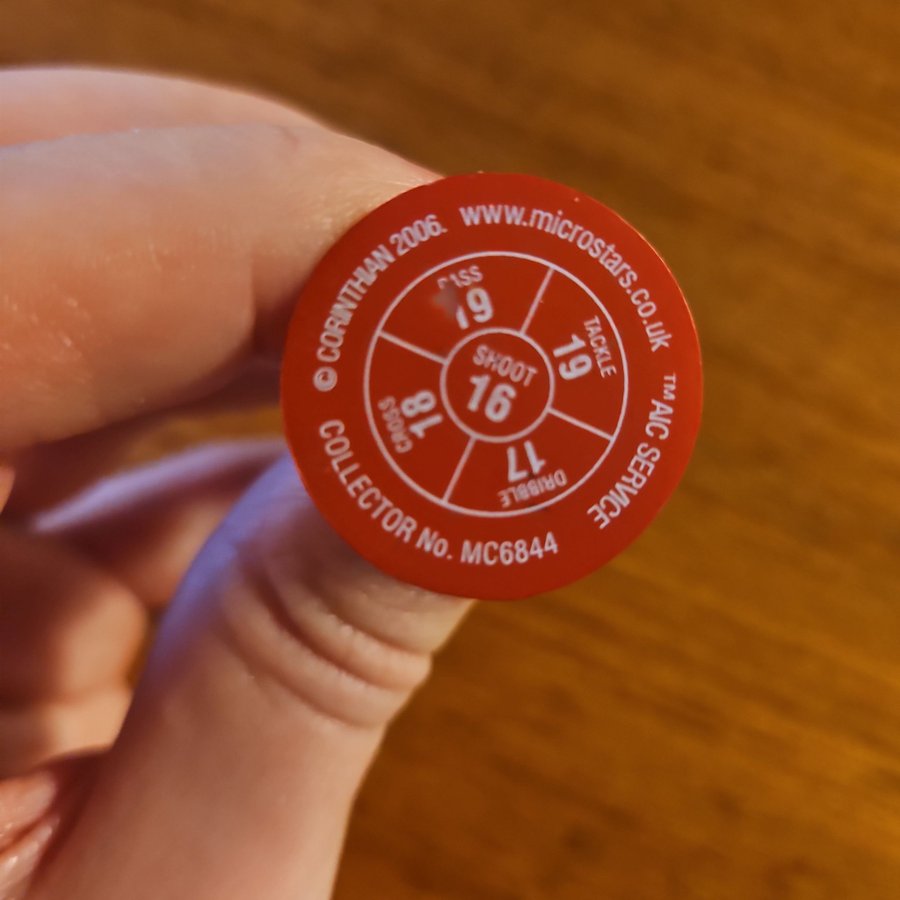 © CORINTHIAN 2006. www.microstars.co.uk
™ AIC SERVICE
COLLECTOR No. MC6844
PASS
19
TACKLE
19
DRIBBLE
17
CROSS
18
SHOOT
16